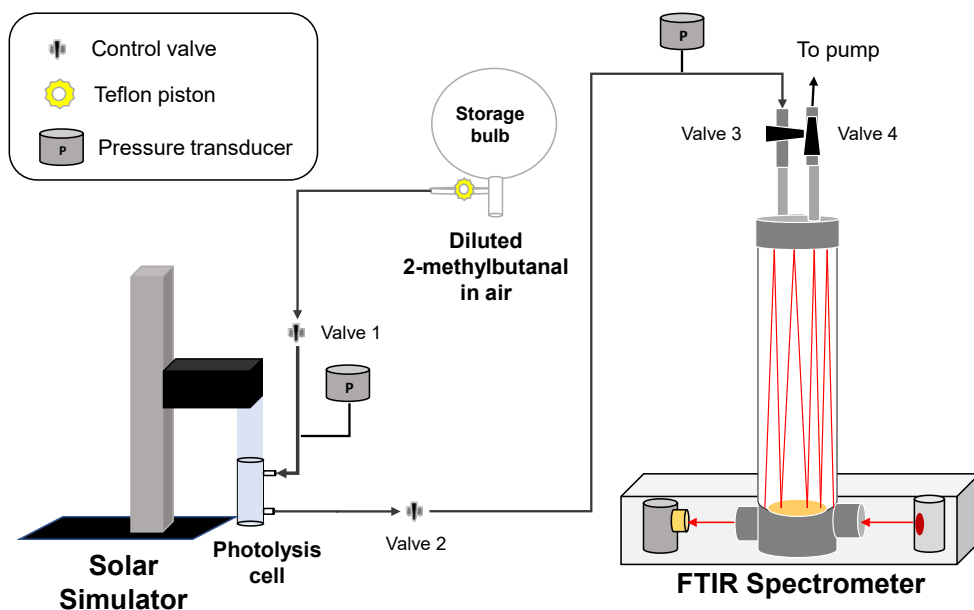 Control valve
Teflon piston
P
Pressure transducer
Storage
bulb
Diluted
2-methylbutanal
in air
P
To pump
Valve 3
Valve 4
Valve 1
P
Valve 2
Photolysis
cell
Solar
Simulator
FTIR Spectrometer